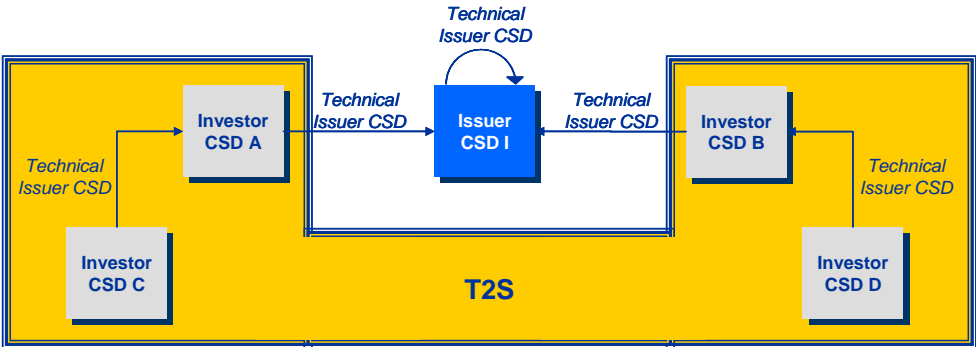 Technical
Issuer CSD
Technical
Issuer CSD
Technical
Issuer CSD
Investor
CSD A
Issuer
CSD I
Investor
CSD B
Technical
Issuer CSD
Technical
Issuer CSD
Investor
CSD C
T2S
Investor
CSD D